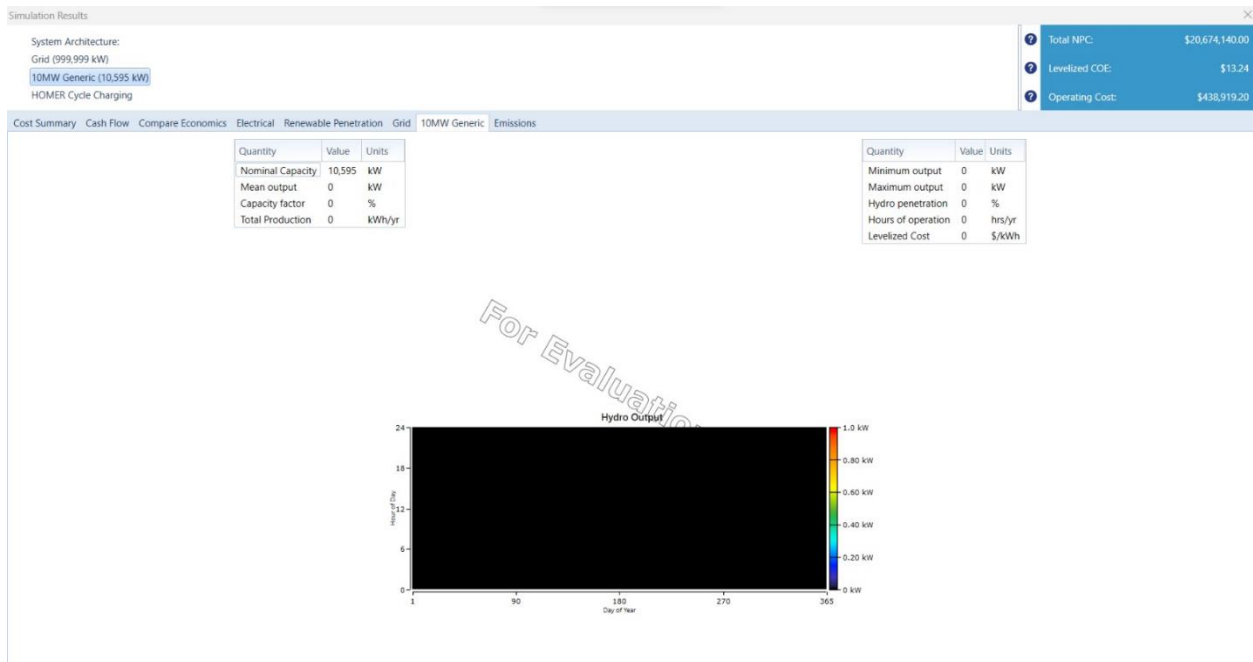 Simulation Results
System Architecture:
Grid (999,999 kW)
10MW Generic (10,595 kW)
HOMER Cycle Charging
Total NPC: $20,674,140.00
Levelized COE: $13.24
Operating Cost: $438,919.20
Cost Summary Cash Flow Compare Economics Electrical Renewable Penetration Grid 10MW Generic Emissions
Quantity Value Units
Nominal Capacity 10,595 kW
Mean output 0 kW
Capacity factor 0 %
Total Production 0 kWh/yr
Quantity Value Units
Minimum output 0 kW
Maximum output 0 kW
Hydro penetration 0 %
Hours of operation 0 hrs/yr
Levelized Cost 0 $/kWh
For Evaluation
Hydro Output
24
18
12
6
0
Hour of Day
1 90 180 270 365
Day of Year
1.0 kW
0.80 kW
0.60 kW
0.40 kW
0.20 kW
0 kW